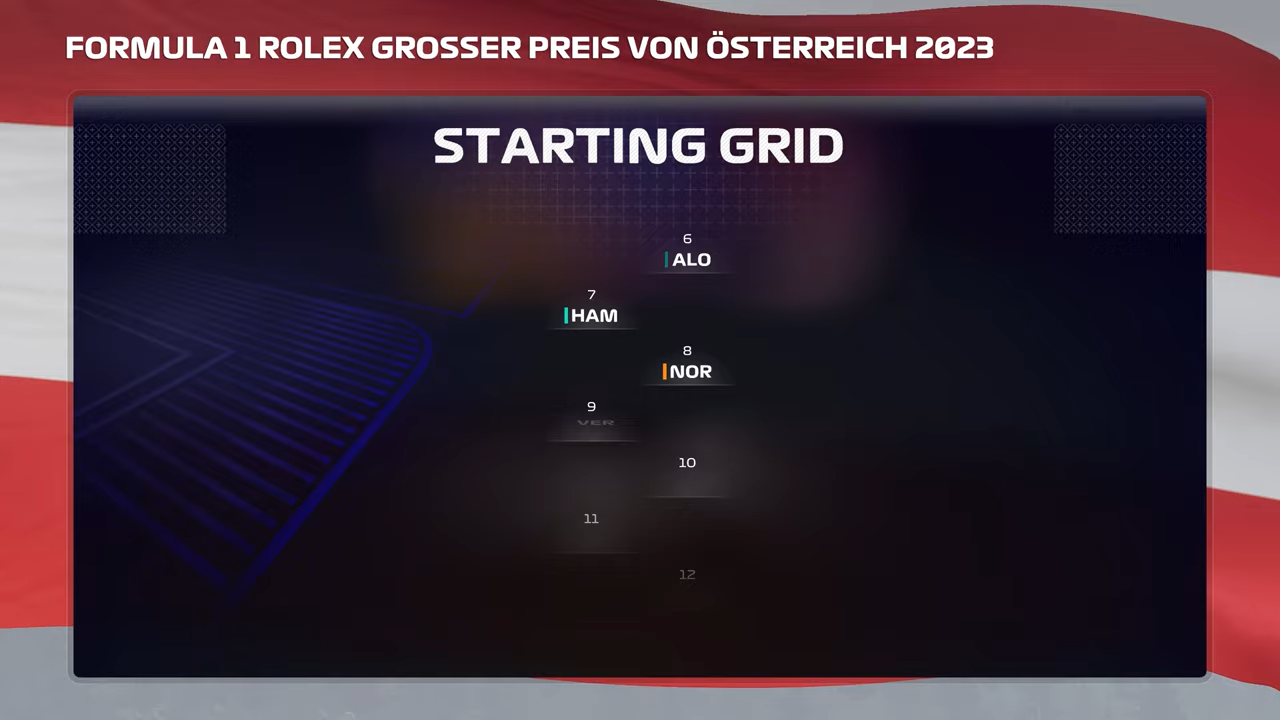 FORMULA 1 ROLEX GROSSER PREIS VON ÖSTERREICH 2023
STARTING GRID
6
ALO
7
HAM
8
NOR
9
VER
10
11
12